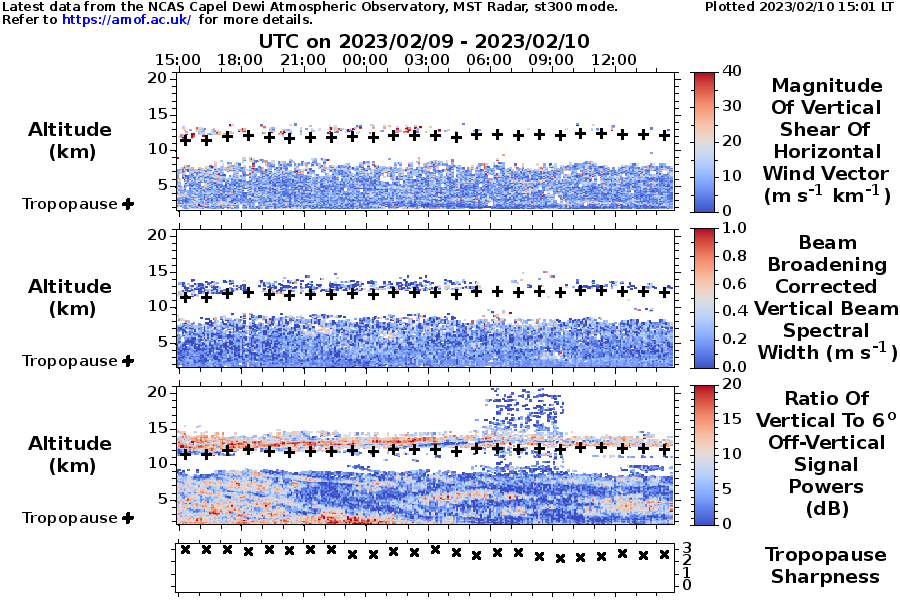 Latest data from the NCAS Capel Dewi Atmospheric Observatory, MST Radar, st300 mode.
Plotted 2023/02/10 15:01 LT
Refer to https://amof.ac.uk/ for more details.
UTC on 2023/02/09 - 2023/02/10
15:00 18:00 21:00 00:00 03:00 06:00 09:00 12:00
20
15
10
5
Altitude
(km)
Tropopause +
40
30
20
10
0
Magnitude
Of Vertical
Shear Of
Horizontal
Wind Vector
(m s⁻¹ km⁻¹)
20
15
10
5
Altitude
(km)
Tropopause +
1.0
0.8
0.6
0.4
0.2
0.0
Beam
Broadening
Corrected
Vertical Beam
Spectral
Width (m s⁻¹)
20
15
10
5
Altitude
(km)
Tropopause +
20
15
10
5
0
Ratio Of
Vertical To 6°
Off-Vertical
Signal
Powers
(dB)
3
2
1
0
Tropopause
Sharpness